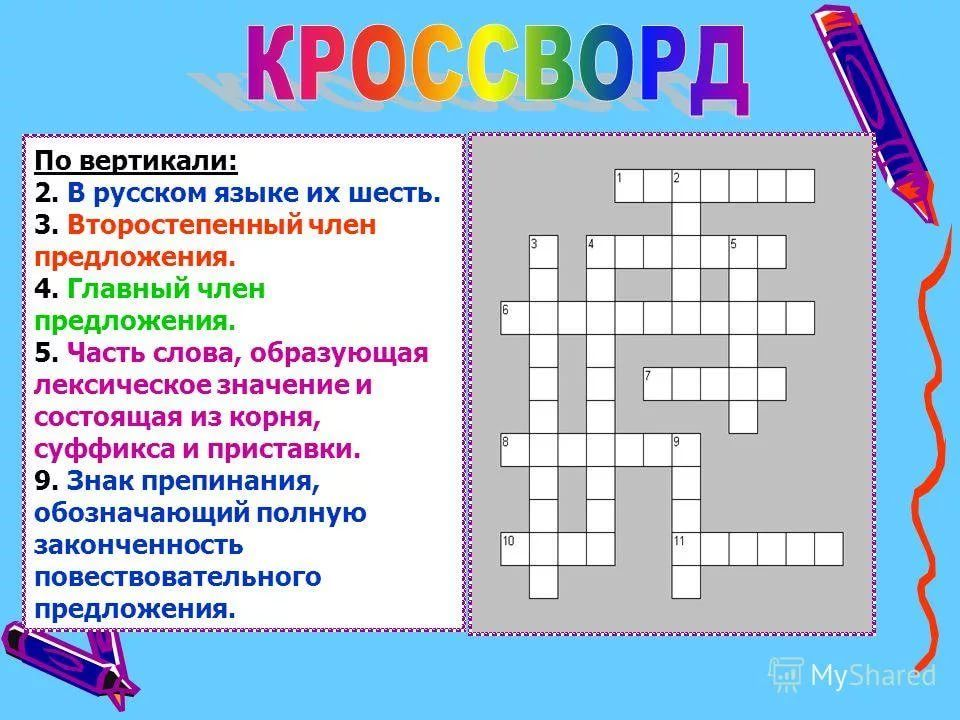 КРОССВОРД
По вертикали:
2. В русском языке их шесть.
3. Второстепенный член
предложения.
4. Главный член
предложения.
5. Часть слова, образующая
лексическое значение и
состоящая из корня,
суффикса и приставки.
9. Знак препинания,
обозначающий полную
законченность
повествовательного
предложения.
1 2
3 4 5
6
7
8 9
10 11
MyShared